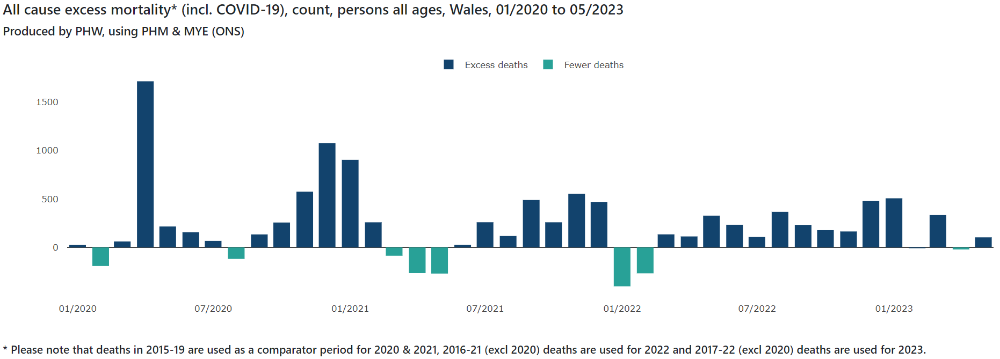 All cause excess mortality* (incl. COVID-19), count, persons all ages, Wales, 01/2020 to 05/2023
Produced by PHW, using PHM & MYE (ONS)
Excess deaths
Fewer deaths
1500
1000
500
0
01/2020
07/2020
01/2021
07/2021
01/2022
07/2022
01/2023
* Please note that deaths in 2015-19 are used as a comparator period for 2020 & 2021, 2016-21 (excl 2020) deaths are used for 2022 and 2017-22 (excl 2020) deaths are used for 2023.